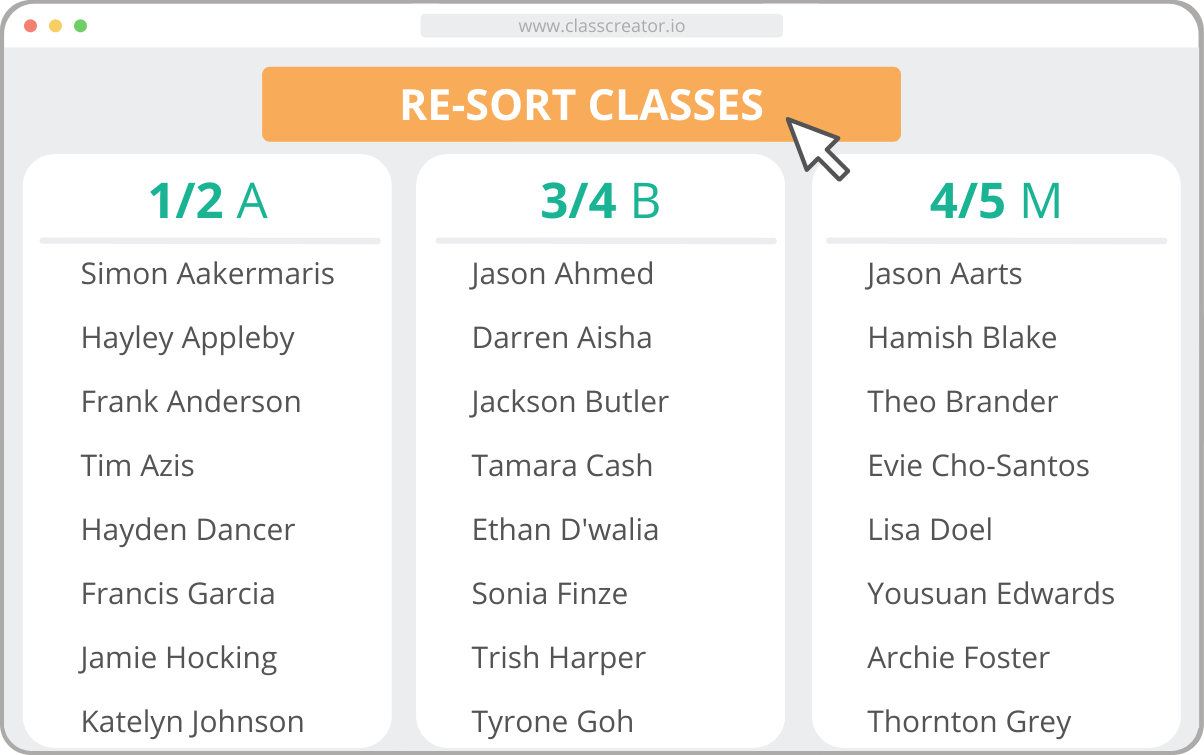 www.classcreator.io
RE-SORT CLASSES
1/2 A
Simon Aakermaris
Hayley Appleby
Frank Anderson
Tim Azis
Hayden Dancer
Francis Garcia
Jamie Hocking
Katelyn Johnson
3/4 B
Jason Ahmed
Darren Aisha
Jackson Butler
Tamara Cash
Ethan D'walia
Sonia Finze
Trish Harper
Tyrone Goh
4/5 M
Jason Aarts
Hamish Blake
Theo Brander
Evie Cho-Santos
Lisa Doel
Yousuan Edwards
Archie Foster
Thornton Grey